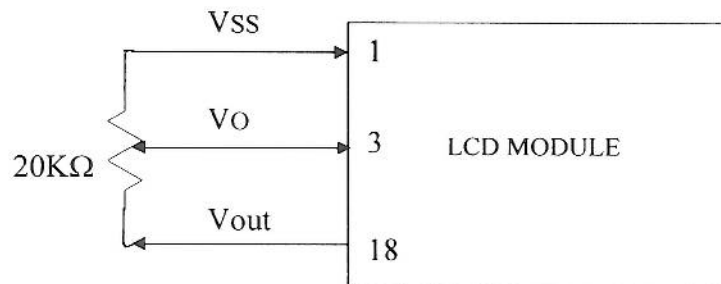 VSS
1
VO
3
LCD MODULE
20KΩ
Vout
18